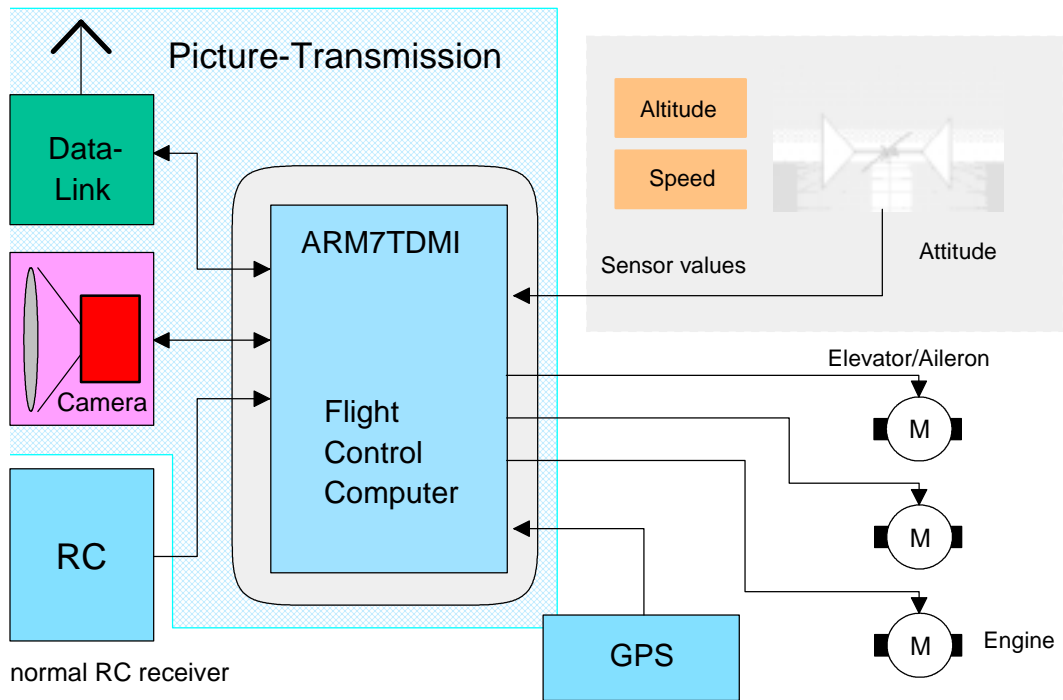 Picture-Transmission
Data-
Link
Altitude
Speed
ARM7TDMI
Sensor values
Attitude
Camera
Elevator/Aileron
Flight
Control
Computer
M
M
RC
M
Engine
GPS
normal RC receiver